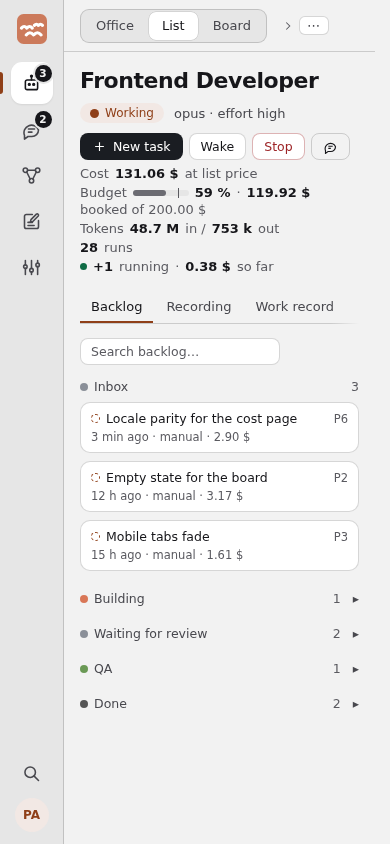 Office List Board > ...
3
2
Frontend Developer
Working opus · effort high
+ New task Wake Stop
Cost 131.06 $ at list price
Budget 59 % · 119.92 $
booked of 200.00 $
Tokens 48.7 M in / 753 k out
28 runs
+1 running · 0.38 $ so far
Backlog Recording Work record
Search backlog...
Inbox 3
Locale parity for the cost page P6
3 min ago · manual · 2.90 $
Empty state for the board P2
12 h ago · manual · 3.17 $
Mobile tabs fade P3
15 h ago · manual · 1.61 $
Building 1 ▸
Waiting for review 2 ▸
QA 1 ▸
Done 2 ▸
PA